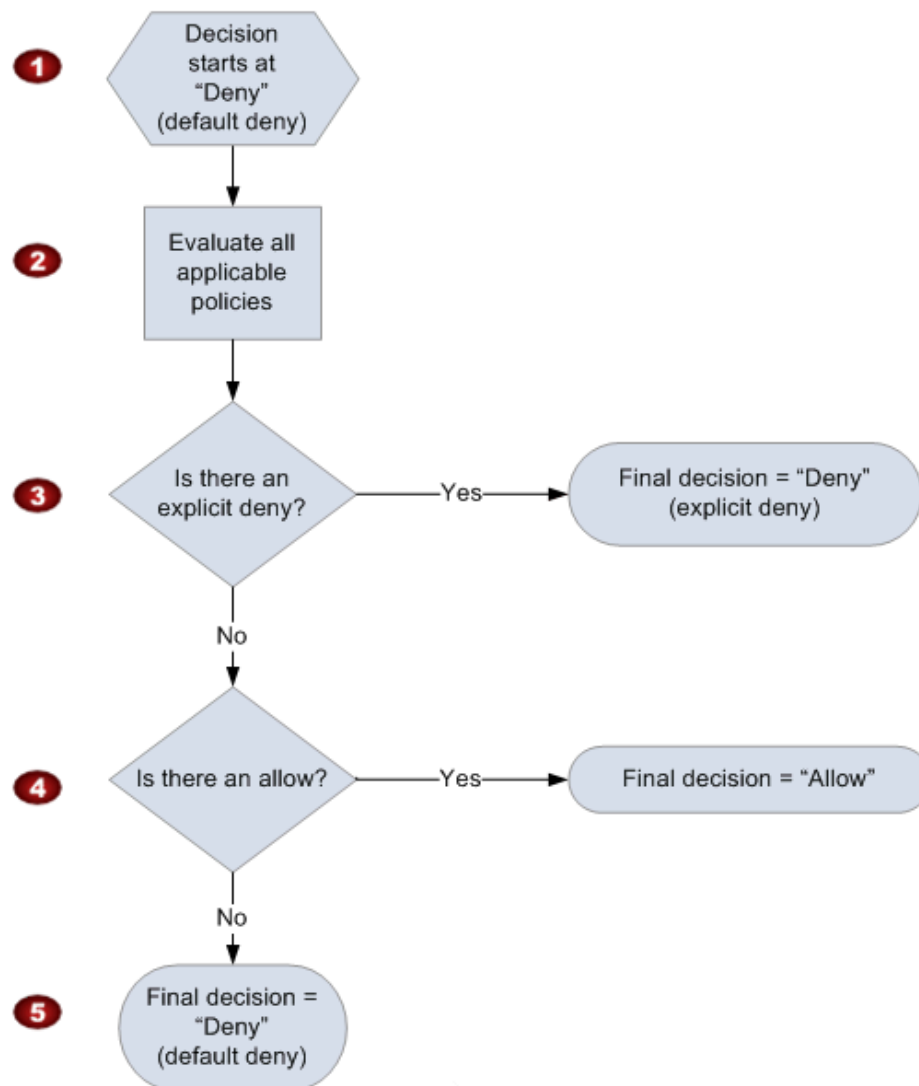 1
Decision
starts at
“Deny”
(default deny)
2
Evaluate all
applicable
policies
3
Is there an
explicit deny?
Yes
Final decision = “Deny”
(explicit deny)
No
4
Is there an allow?
Yes
Final decision = “Allow”
No
5
Final decision =
“Deny”
(default deny)